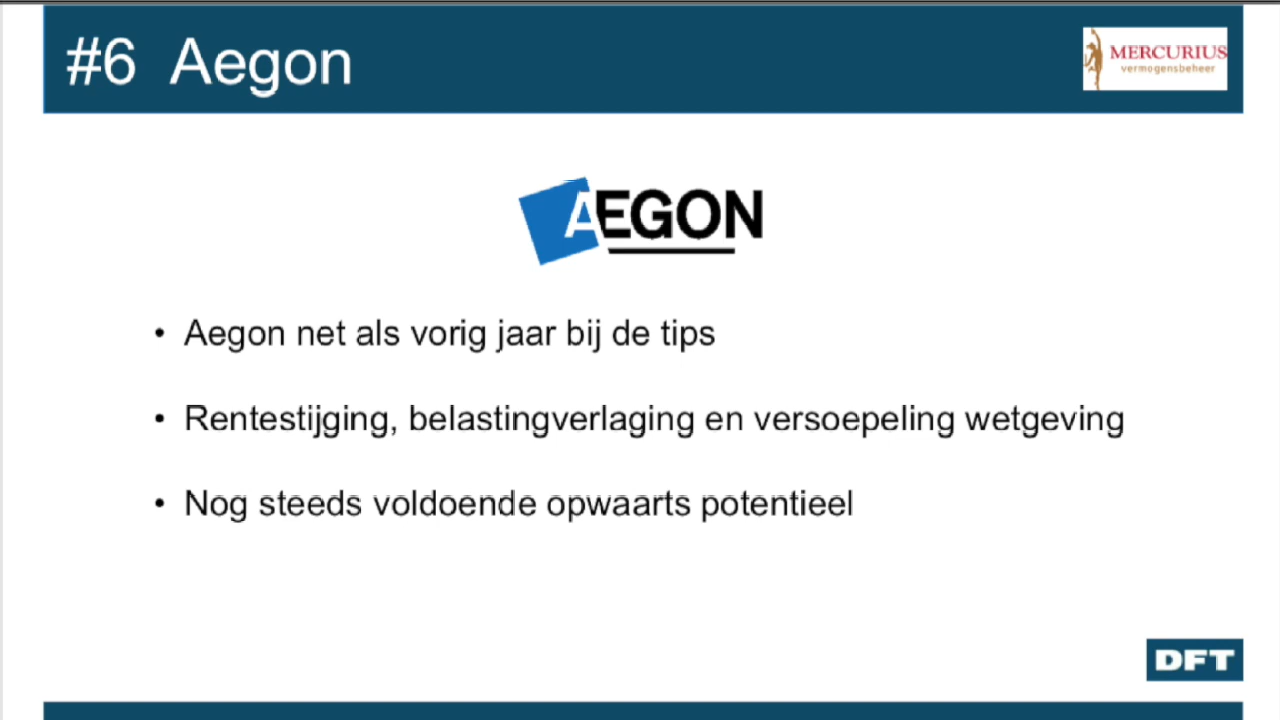 #6 Aegon
MERCURIUS
vermogensbeheer
AEGON
• Aegon net als vorig jaar bij de tips
• Rentestijging, belastingverlaging en versoepeling wetgeving
• Nog steeds voldoende opwaarts potentieel
DFT